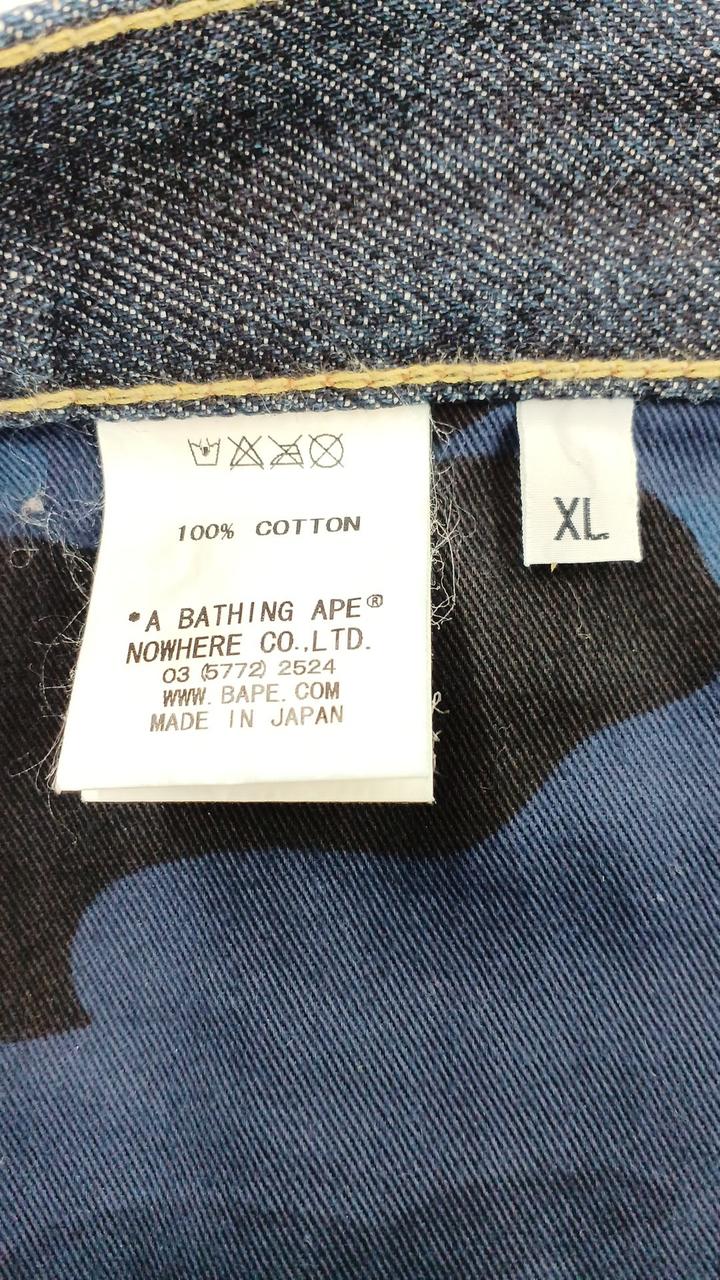 100% COTTON
*A BATHING APE®
NOWHERE CO.,LTD.
03 (5772) 2524
WWW. BAPE. COM
MADE IN JAPAN
XL